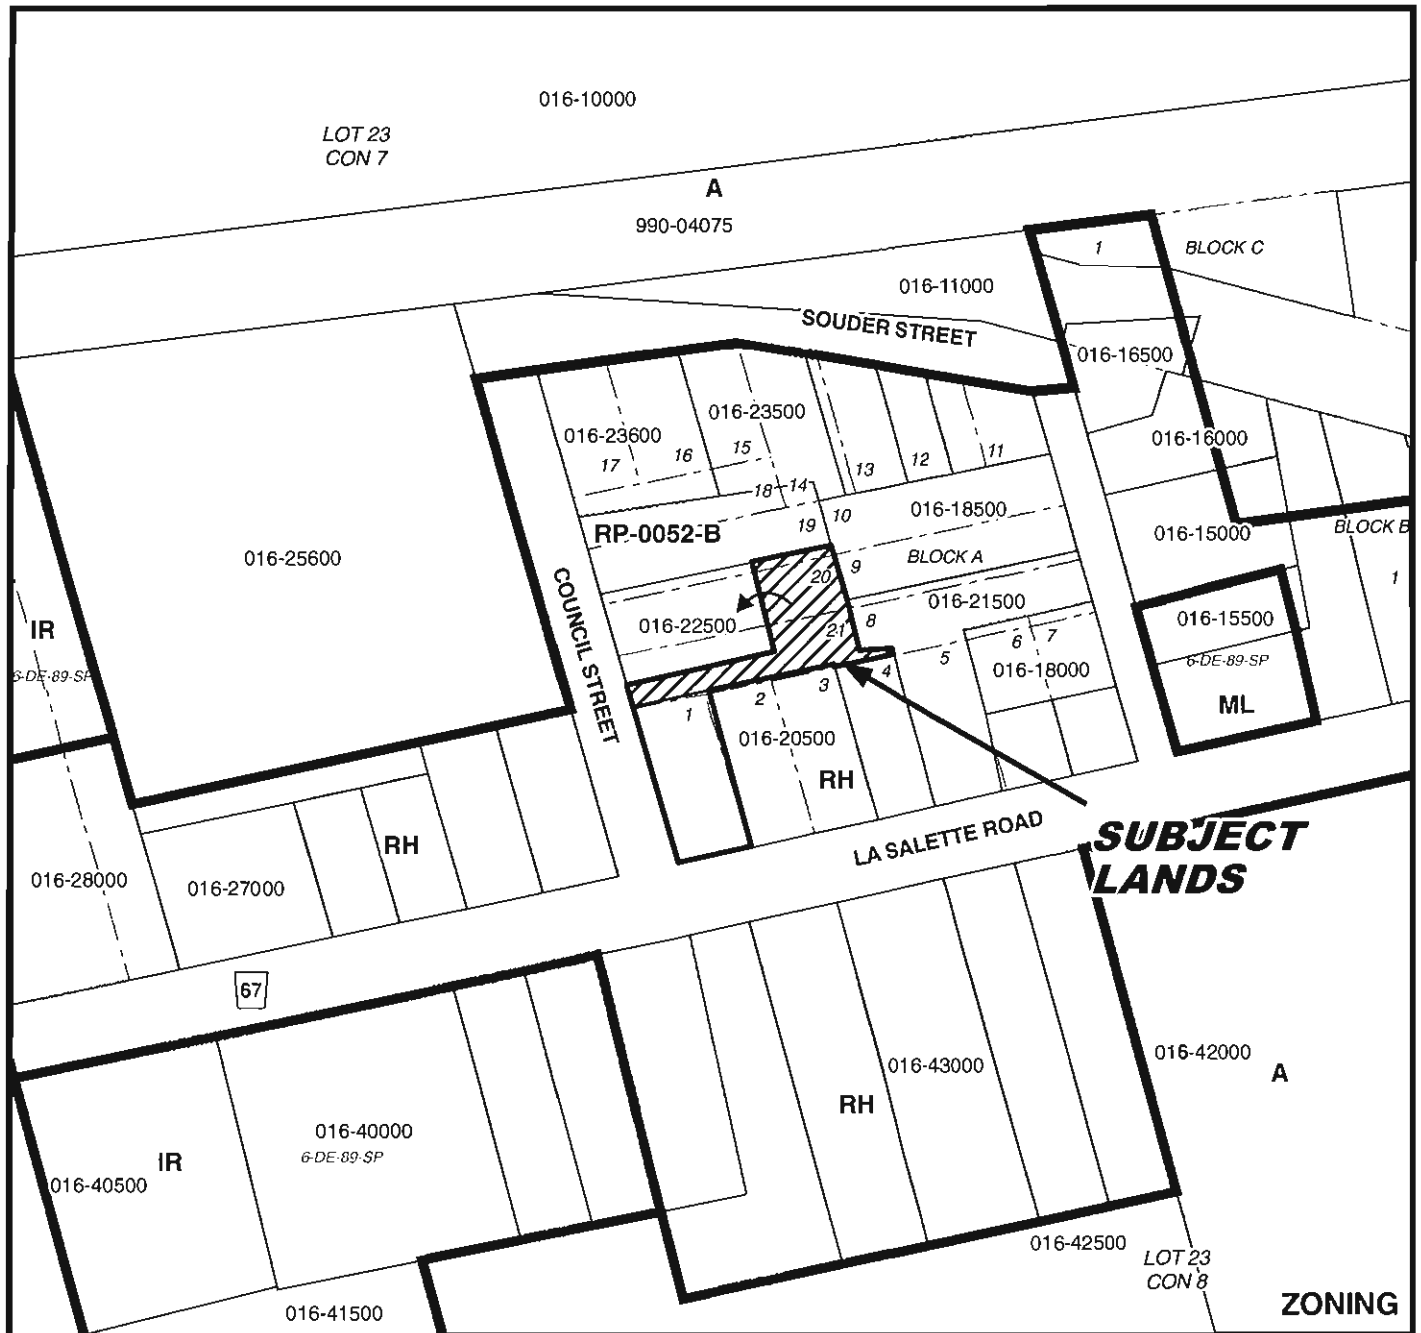 016-10000
LOT 23
CON 7
A
990-04075
1
BLOCK C
016-11000
SOUDER STREET
016-16500
016-23500
016-23600
16
15
17
13
12
11
016-16000
18
14
10
016-18500
19
RP-0052-B
016-15000
BLOCK B
016-25600
BLOCK A
9
20
1
COUNCIL STREET
016-21500
IR
016-22500
21
8
6
7
016-15500
6-DE-89-SP
5
4
016-18000
6-DE-89-SP
1
2
3
ML
016-20500
RH
SUBJECT
LANDS
LA SALETTE ROAD
RH
016-28000
016-27000
67
016-42000
A
016-43000
RH
016-40000
6-DE-89-SP
IR
016-40500
016-42500
LOT 23
CON 8
016-41500
ZONING